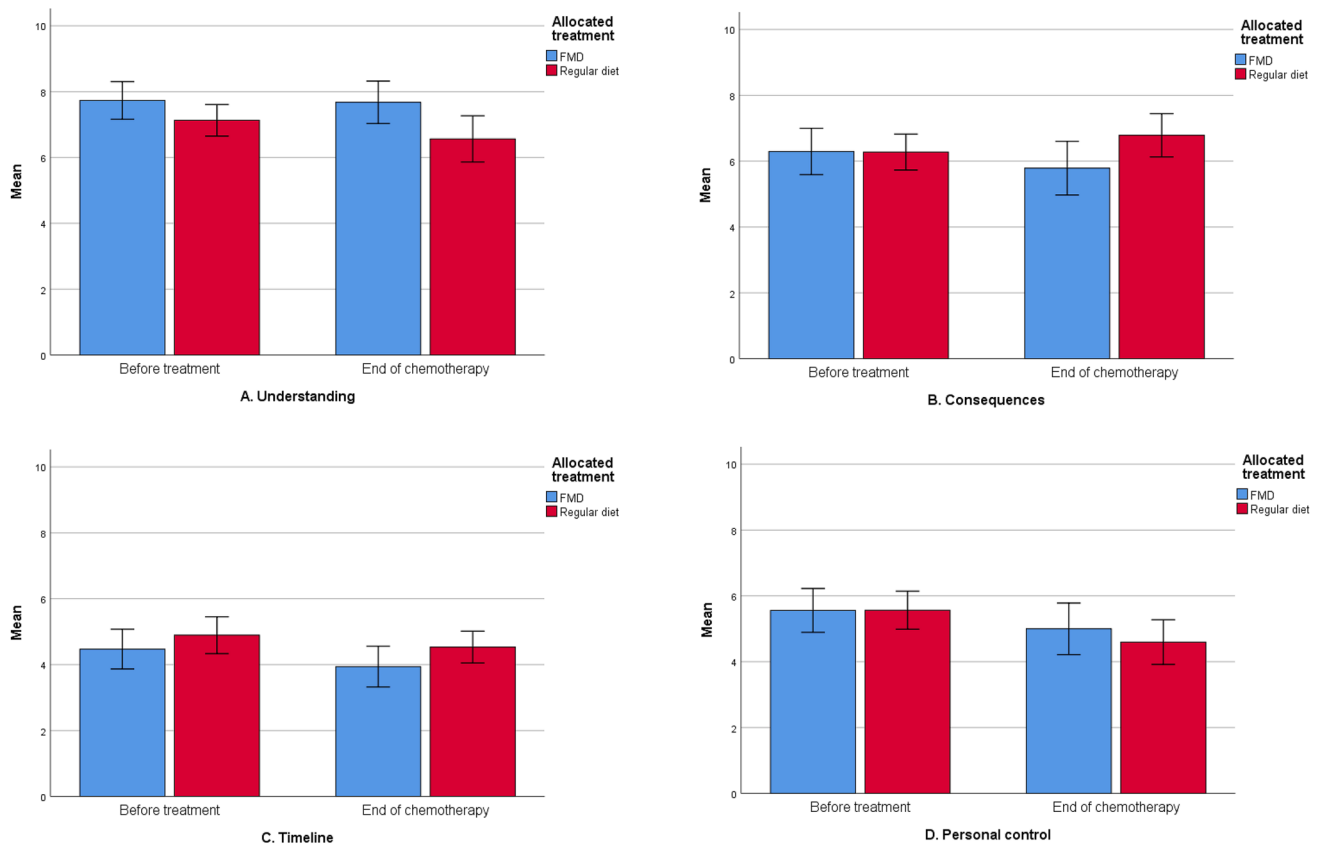 Allocated
treatment
FMD
Regular diet
10
8
6
4
2
0
Mean
Before treatment
End of chemotherapy
A. Understanding
Allocated
treatment
FMD
Regular diet
10
8
6
4
2
0
Mean
Before treatment
End of chemotherapy
B. Consequences
Allocated
treatment
FMD
Regular diet
10
8
6
4
2
0
Mean
Before treatment
End of chemotherapy
C. Timeline
Allocated
treatment
FMD
Regular diet
10
8
6
4
2
0
Mean
Before treatment
End of chemotherapy
D. Personal control